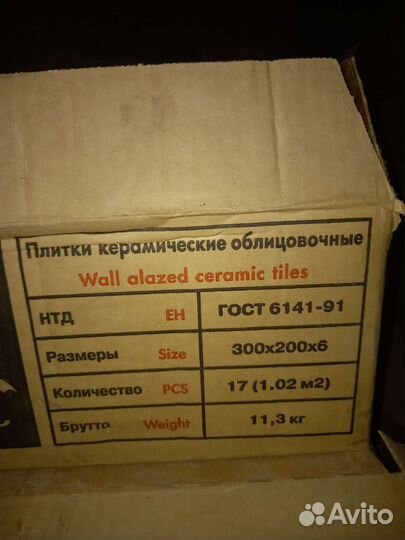 Плитки керамические облицовочные
Wall alazed ceramic tiles
НТД EH ГОСТ 6141-91
Размеры Size 300x200x6
Количество PCS 17 (1.02 м2)
Брутто Weight 11,3 кг
Avito